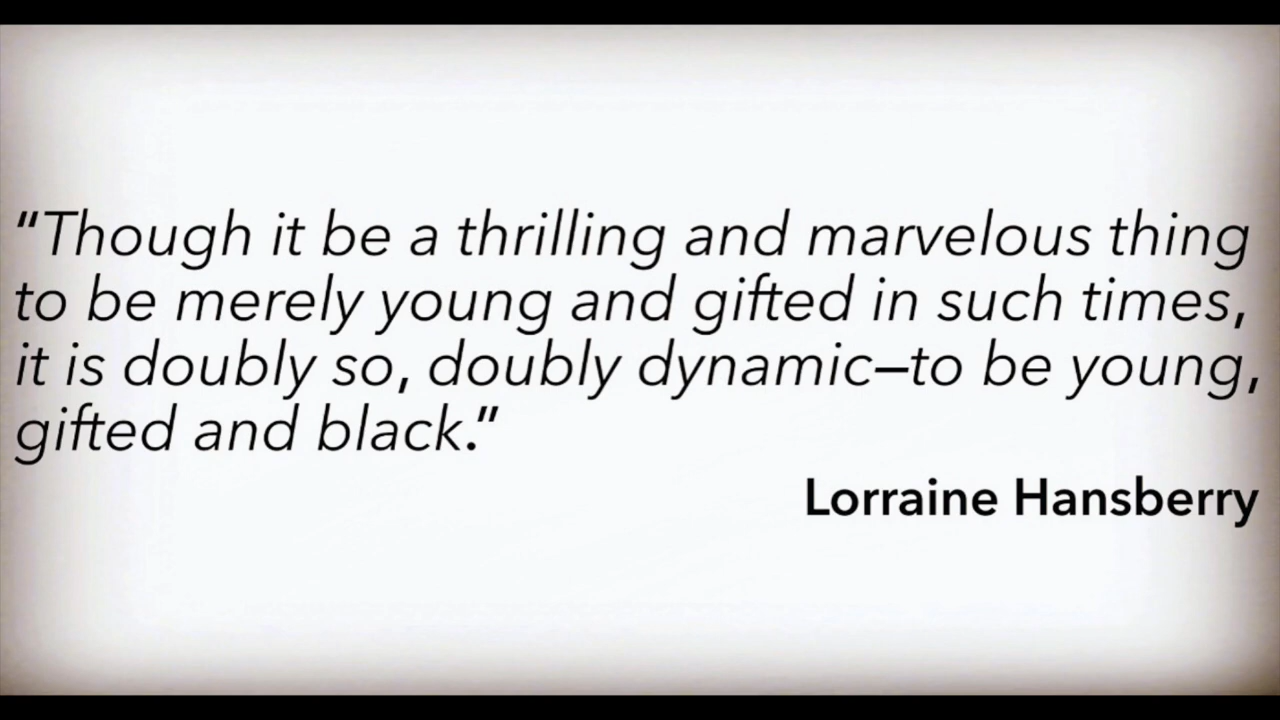 “Though it be a thrilling and marvelous thing
to be merely young and gifted in such times,
it is doubly so, doubly dynamic—to be young,
gifted and black.”
Lorraine Hansberry